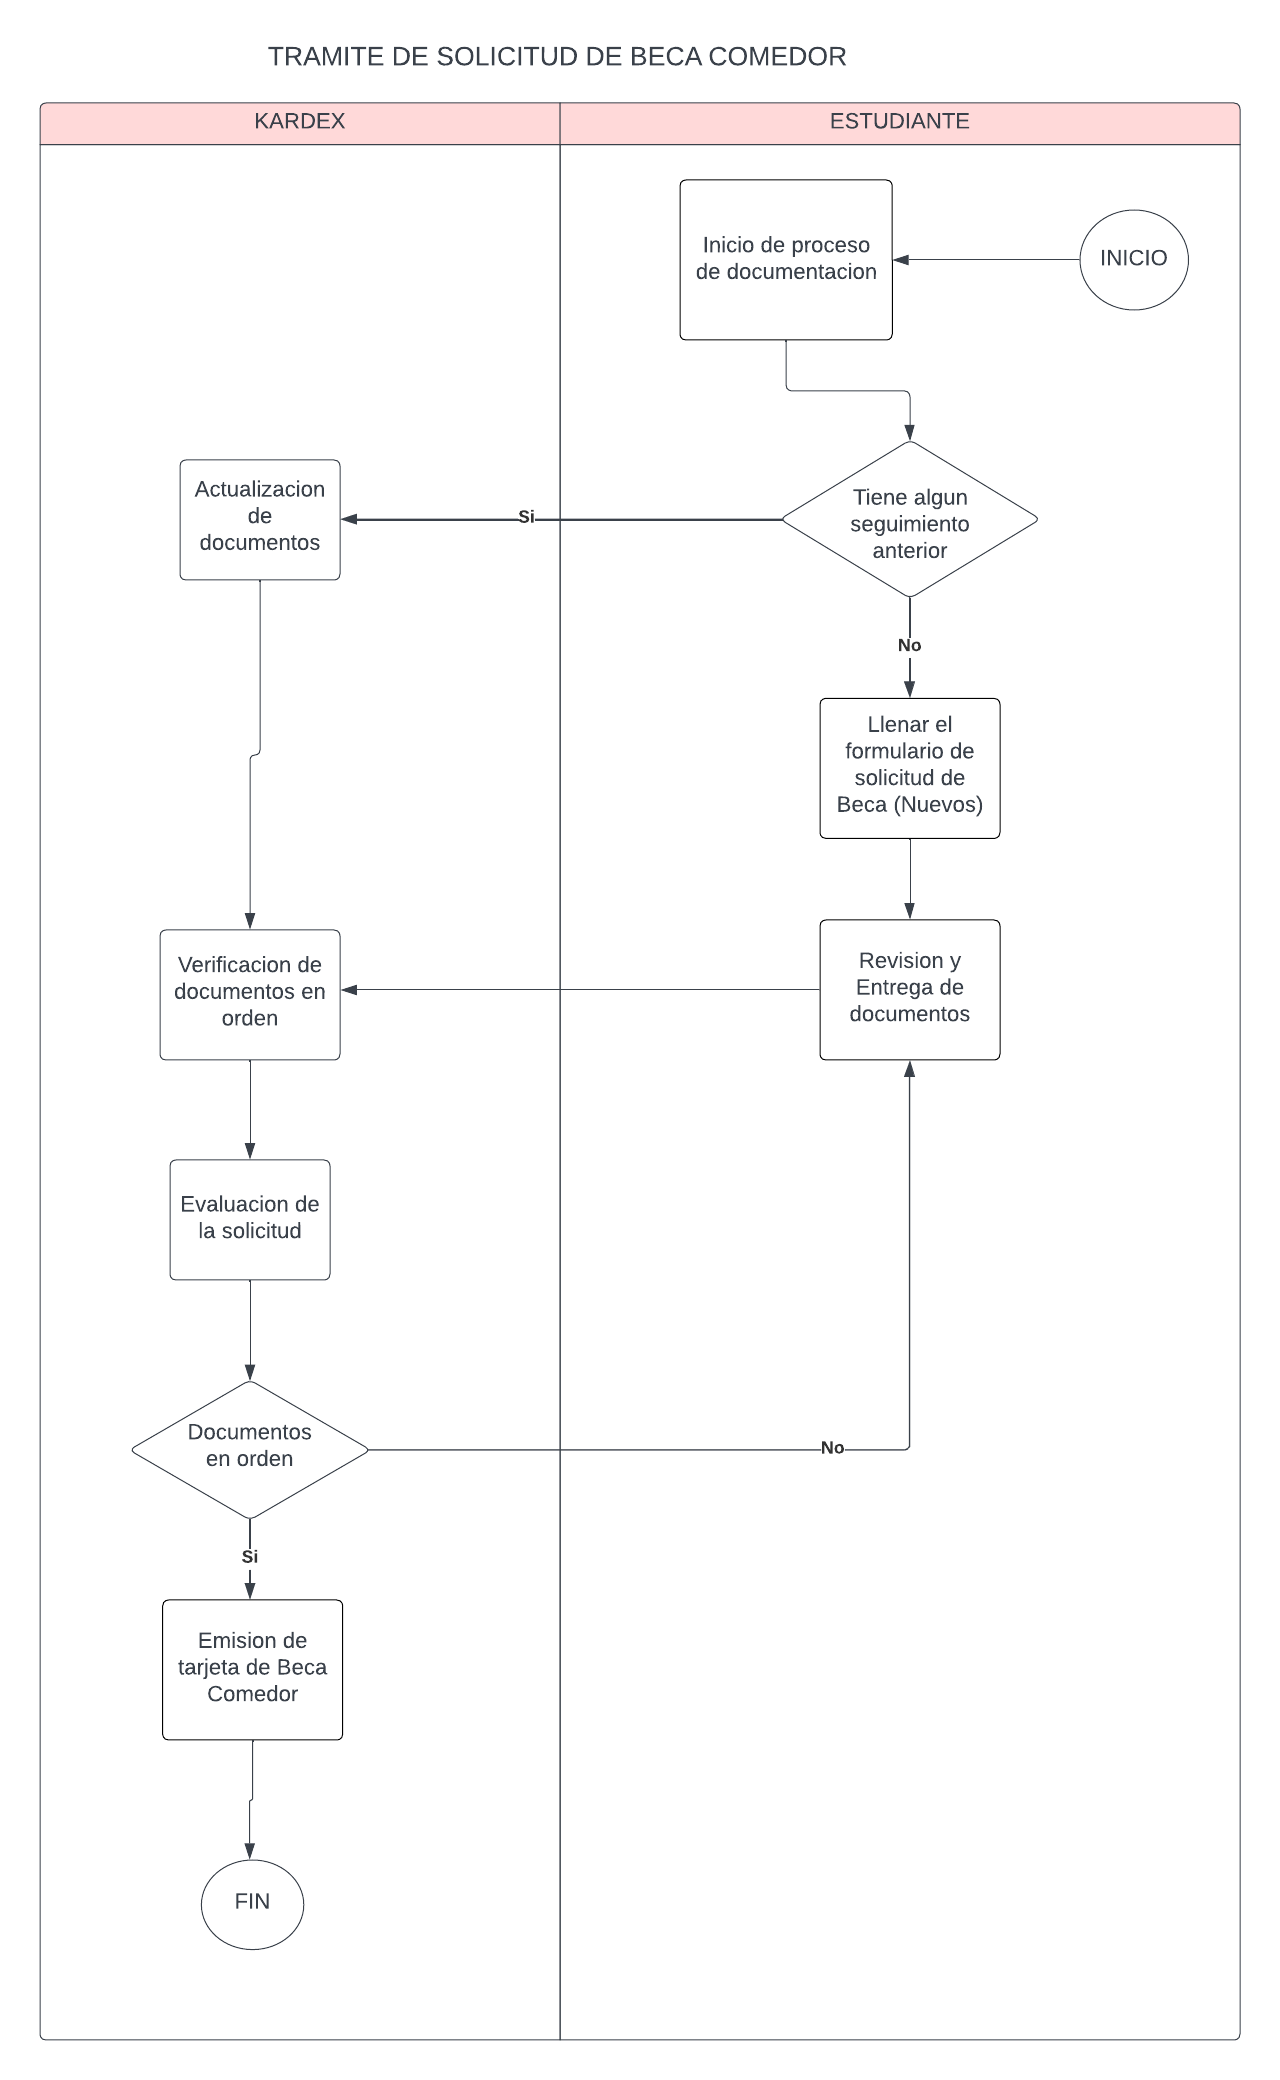 TRAMITE DE SOLICITUD DE BECA COMEDOR
KARDEX
ESTUDIANTE
Inicio de proceso
de documentacion
INICIO
Tiene algun
seguimiento
anterior
Si
Actualizacion
de
documentos
No
Llenar el
formulario de
solicitud de
Beca (Nuevos)
Revision y
Entrega de
documentos
Verificacion de
documentos en
orden
Evaluacion de
la solicitud
Documentos
en orden
No
Si
Emision de
tarjeta de Beca
Comedor
FIN